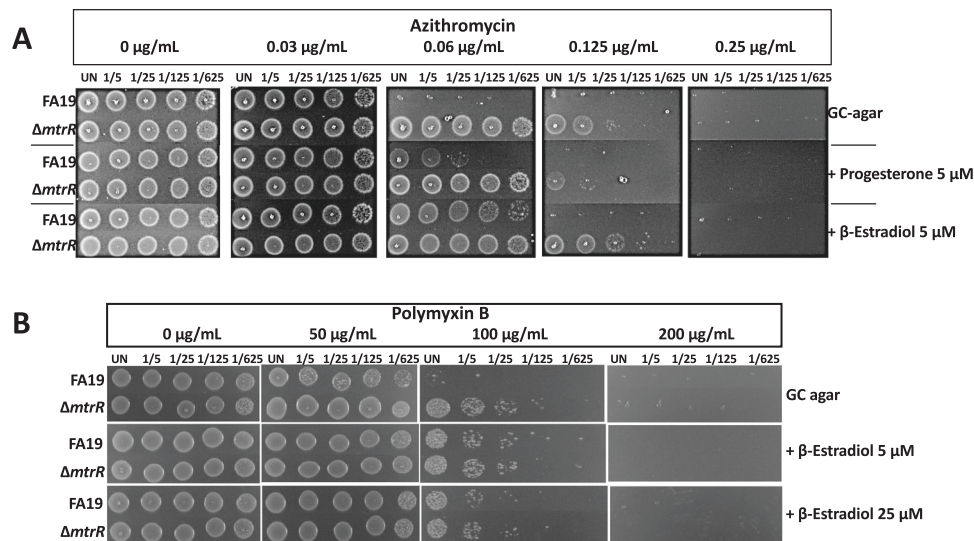 A
Azithromycin
0 µg/mL 0.03 µg/mL 0.06 µg/mL 0.125 µg/mL 0.25 µg/mL
UN 1/5 1/25 1/125 1/625 UN 1/5 1/25 1/125 1/625 UN 1/5 1/25 1/125 1/625 UN 1/5 1/25 1/125 1/625 UN 1/5 1/25 1/125 1/625
FA19 GC-agar
ΔmtrR
FA19 + Progesterone 5 µM
ΔmtrR
FA19 + β-Estradiol 5 µM
ΔmtrR
B
Polymyxin B
0 µg/mL 50 µg/mL 100 µg/mL 200 µg/mL
UN 1/5 1/25 1/125 1/625 UN 1/5 1/25 1/125 1/625 UN 1/5 1/25 1/125 1/625 UN 1/5 1/25 1/625
FA19 GC agar
ΔmtrR
FA19 + β-Estradiol 5 µM
ΔmtrR
FA19 + β-Estradiol 25 µM
ΔmtrR